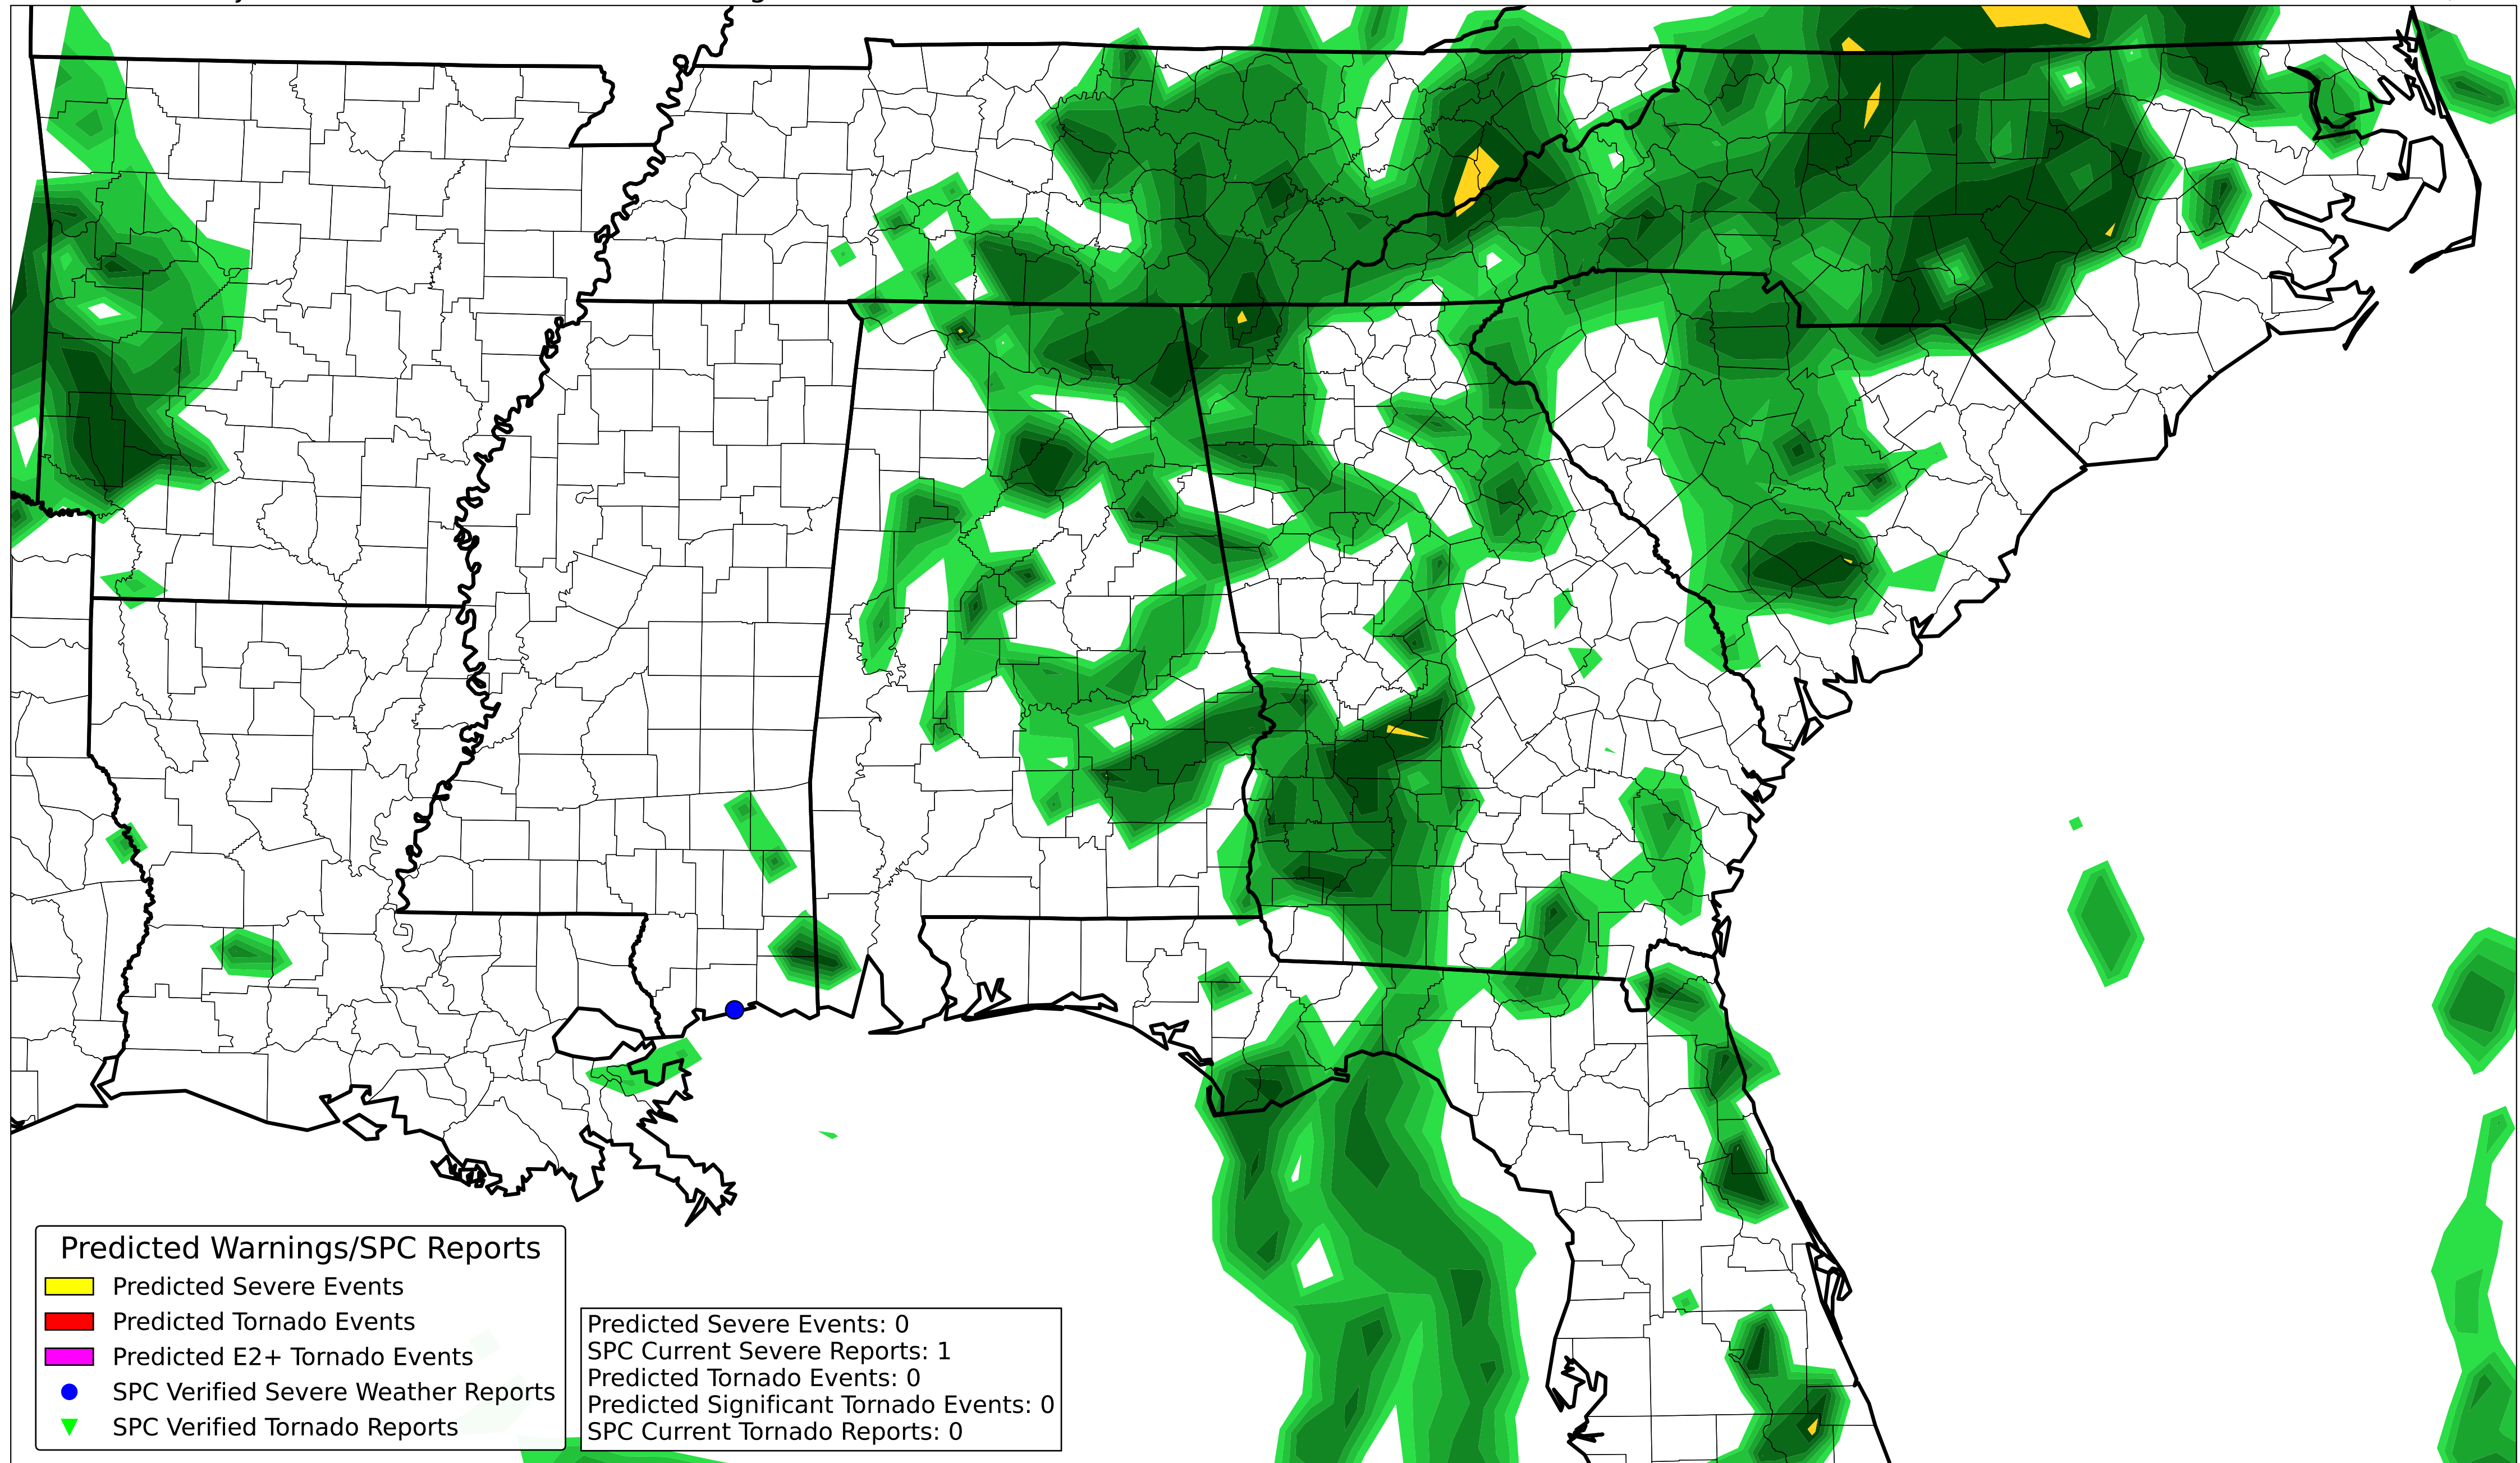 Predicted Warnings/SPC Reports
Predicted Severe Events
Predicted Tornado Events
Predicted E2+ Tornado Events
SPC Verified Severe Weather Reports
SPC Verified Tornado Reports
Predicted Severe Events: 0
SPC Current Severe Reports: 1
Predicted Tornado Events: 0
Predicted Significant Tornado Events: 0
SPC Current Tornado Reports: 0